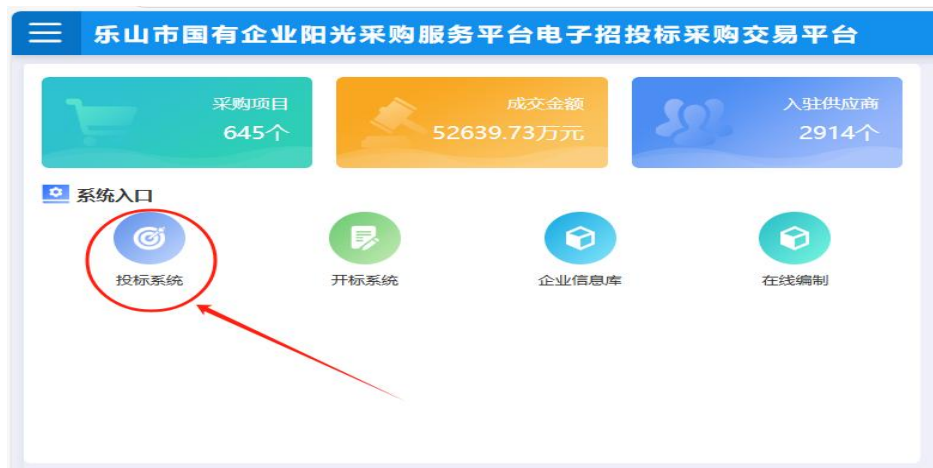 乐山市国有企业阳光采购服务平台电子招投标采购交易平台
采购项目
645个
成交金额
52639.73万元
入驻供应商
2914个
系统入口
投标系统
开标系统
企业信息库
在线编制